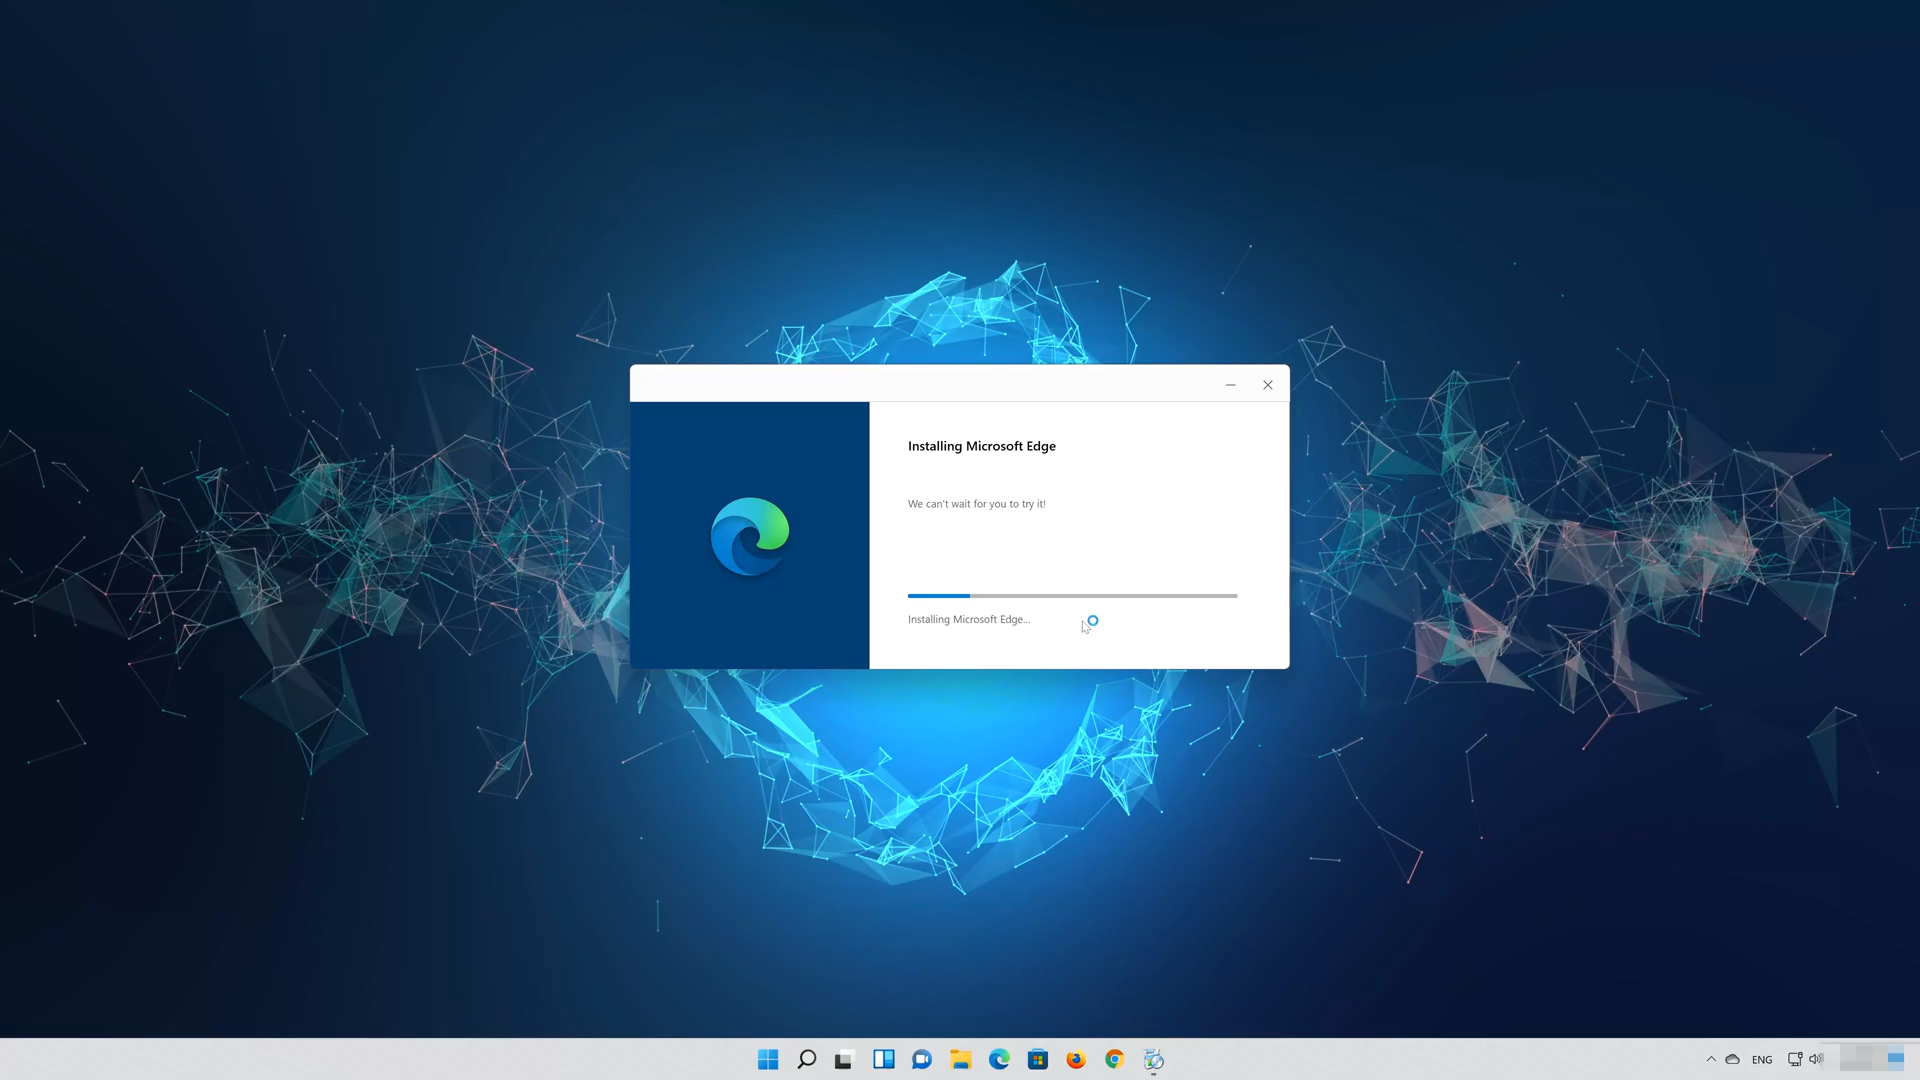 Installing Microsoft Edge
We can't wait for you to try it!
Installing Microsoft Edge...
ENG